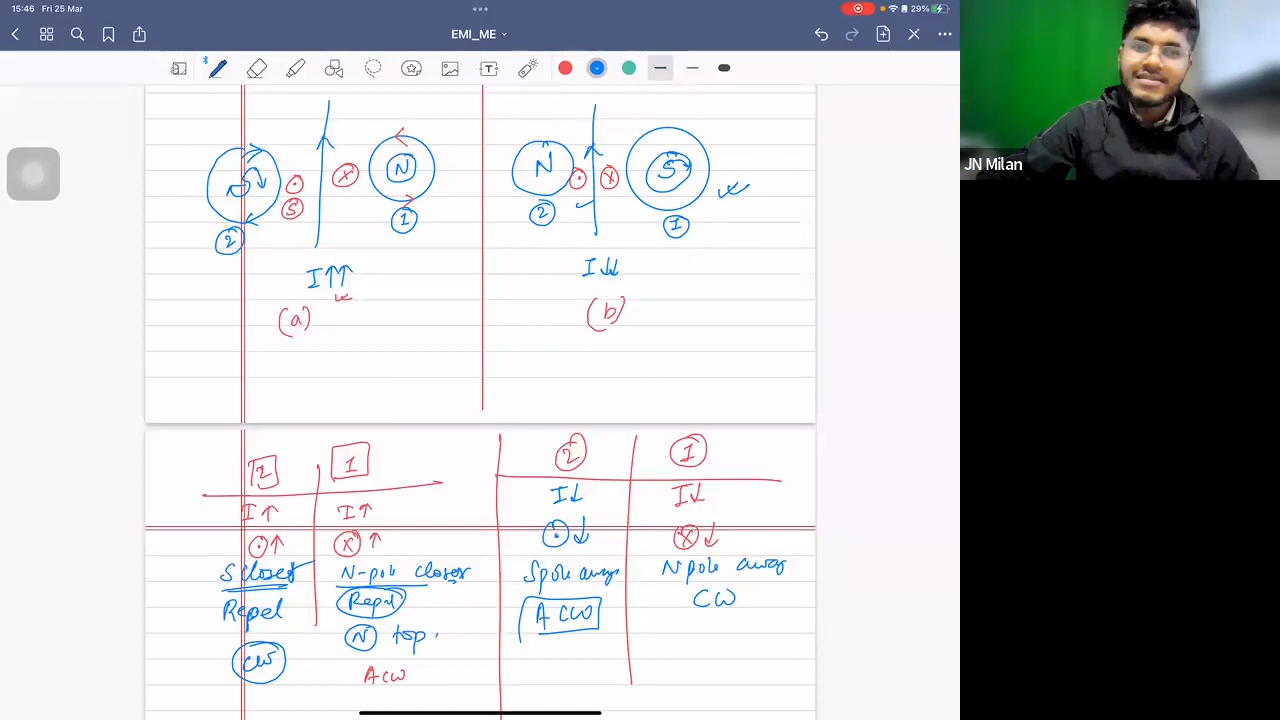 15:46 Fri 25 Mar
29%
EMI_ME
JN Milan
N
S
2
1
I↑↑
(a)
N
S
2
1
I↓↓
(b)
2 1
I↑ I↑
⊙↑ ⊗↑
S closer N-pole closer
Repel Repel
CW N top.
ACW
2 1
I↓ I↓
⊙↓ ⊗↓
S pole away N pole away
ACW CW